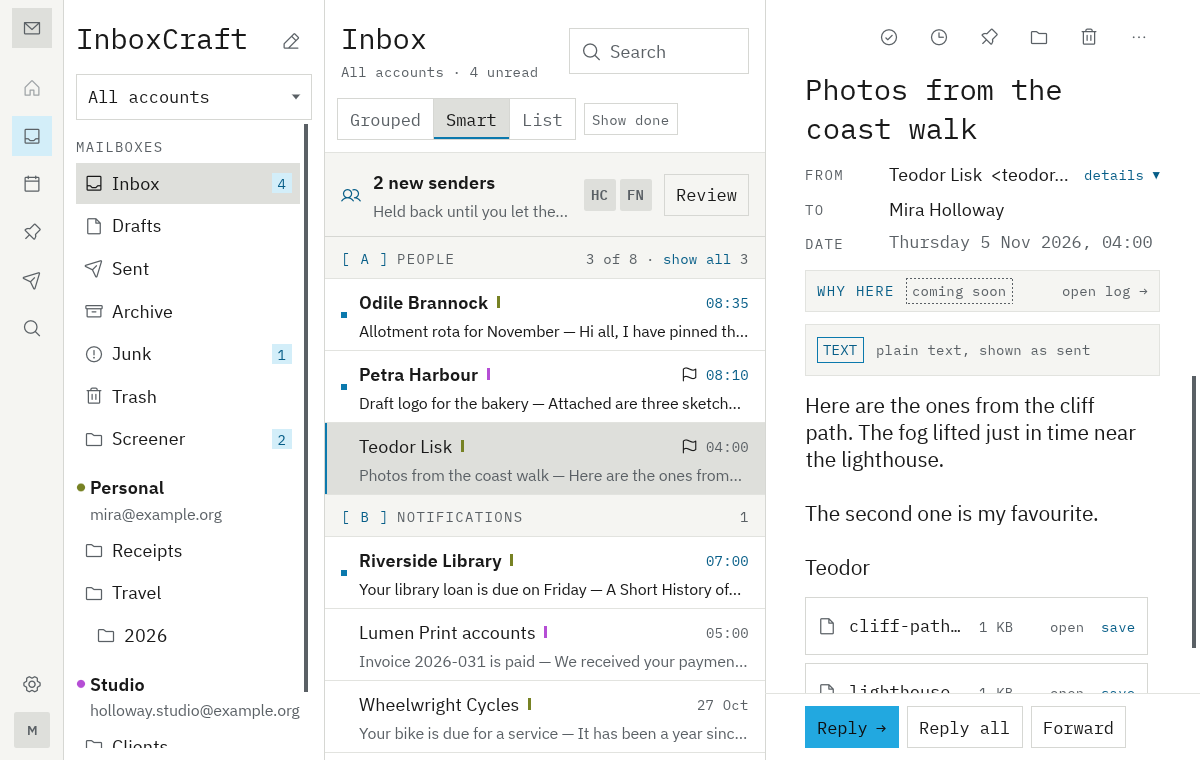 InboxCraft
All accounts
MAILBOXES
Inbox 4
Drafts
Sent
Archive
Junk 1
Trash
Screener 2
Personal
mira@example.org
Receipts
Travel
2026
Studio
holloway.studio@example.org
Clients
M
Inbox
All accounts · 4 unread
Search
Grouped Smart List Show done
2 new senders
Held back until you let the…
HC FN Review
[ A ] PEOPLE 3 of 8 · show all 3
Odile Brannock 08:35
Allotment rota for November — Hi all, I have pinned th…
Petra Harbour 08:10
Draft logo for the bakery — Attached are three sketch…
Teodor Lisk 04:00
Photos from the coast walk — Here are the ones from…
[ B ] NOTIFICATIONS 1
Riverside Library 07:00
Your library loan is due on Friday — A Short History of…
Lumen Print accounts 05:00
Invoice 2026-031 is paid — We received your paymen…
Wheelwright Cycles 27 Oct
Your bike is due for a service — It has been a year sinc…
Photos from the
coast walk
FROM Teodor Lisk <teodor… details ▾
TO Mira Holloway
DATE Thursday 5 Nov 2026, 04:00
WHY HERE coming soon open log →
TEXT plain text, shown as sent
Here are the ones from the cliff
path. The fog lifted just in time near
the lighthouse.
The second one is my favourite.
Teodor
cliff-path… 1 KB open save
lighthouse… 1 KB open save
Reply → Reply all Forward